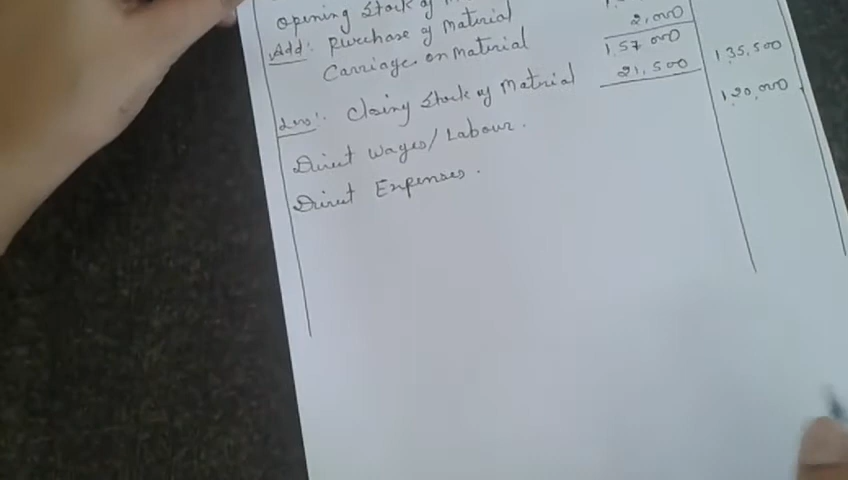 Opening Stock of
Add: Purchase of Material
Carriage on Material 2,000
1,57,000
Less: Closing Stock of Material 21,500 1,35,500
Direct Wages/Labour. 1,20,000
Direct Expenses.